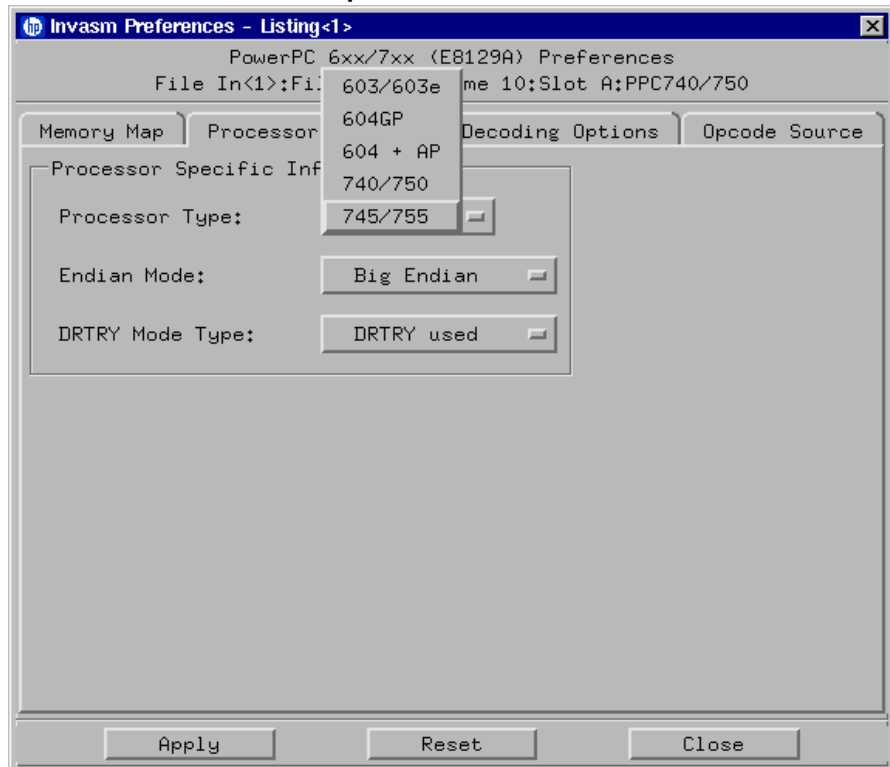 hp Invasm Preferences - Listing<1>
PowerPC 6xx/7xx (E8129A) Preferences
File In<1>:Fi me 10:Slot A:PPC740/750
Memory Map Processor Decoding Options Opcode Source
Processor Specific Inf
603/603e
604GP
604 + AP
740/750
Processor Type: 745/755
Endian Mode: Big Endian
DRTRY Mode Type: DRTRY used
Apply Reset Close